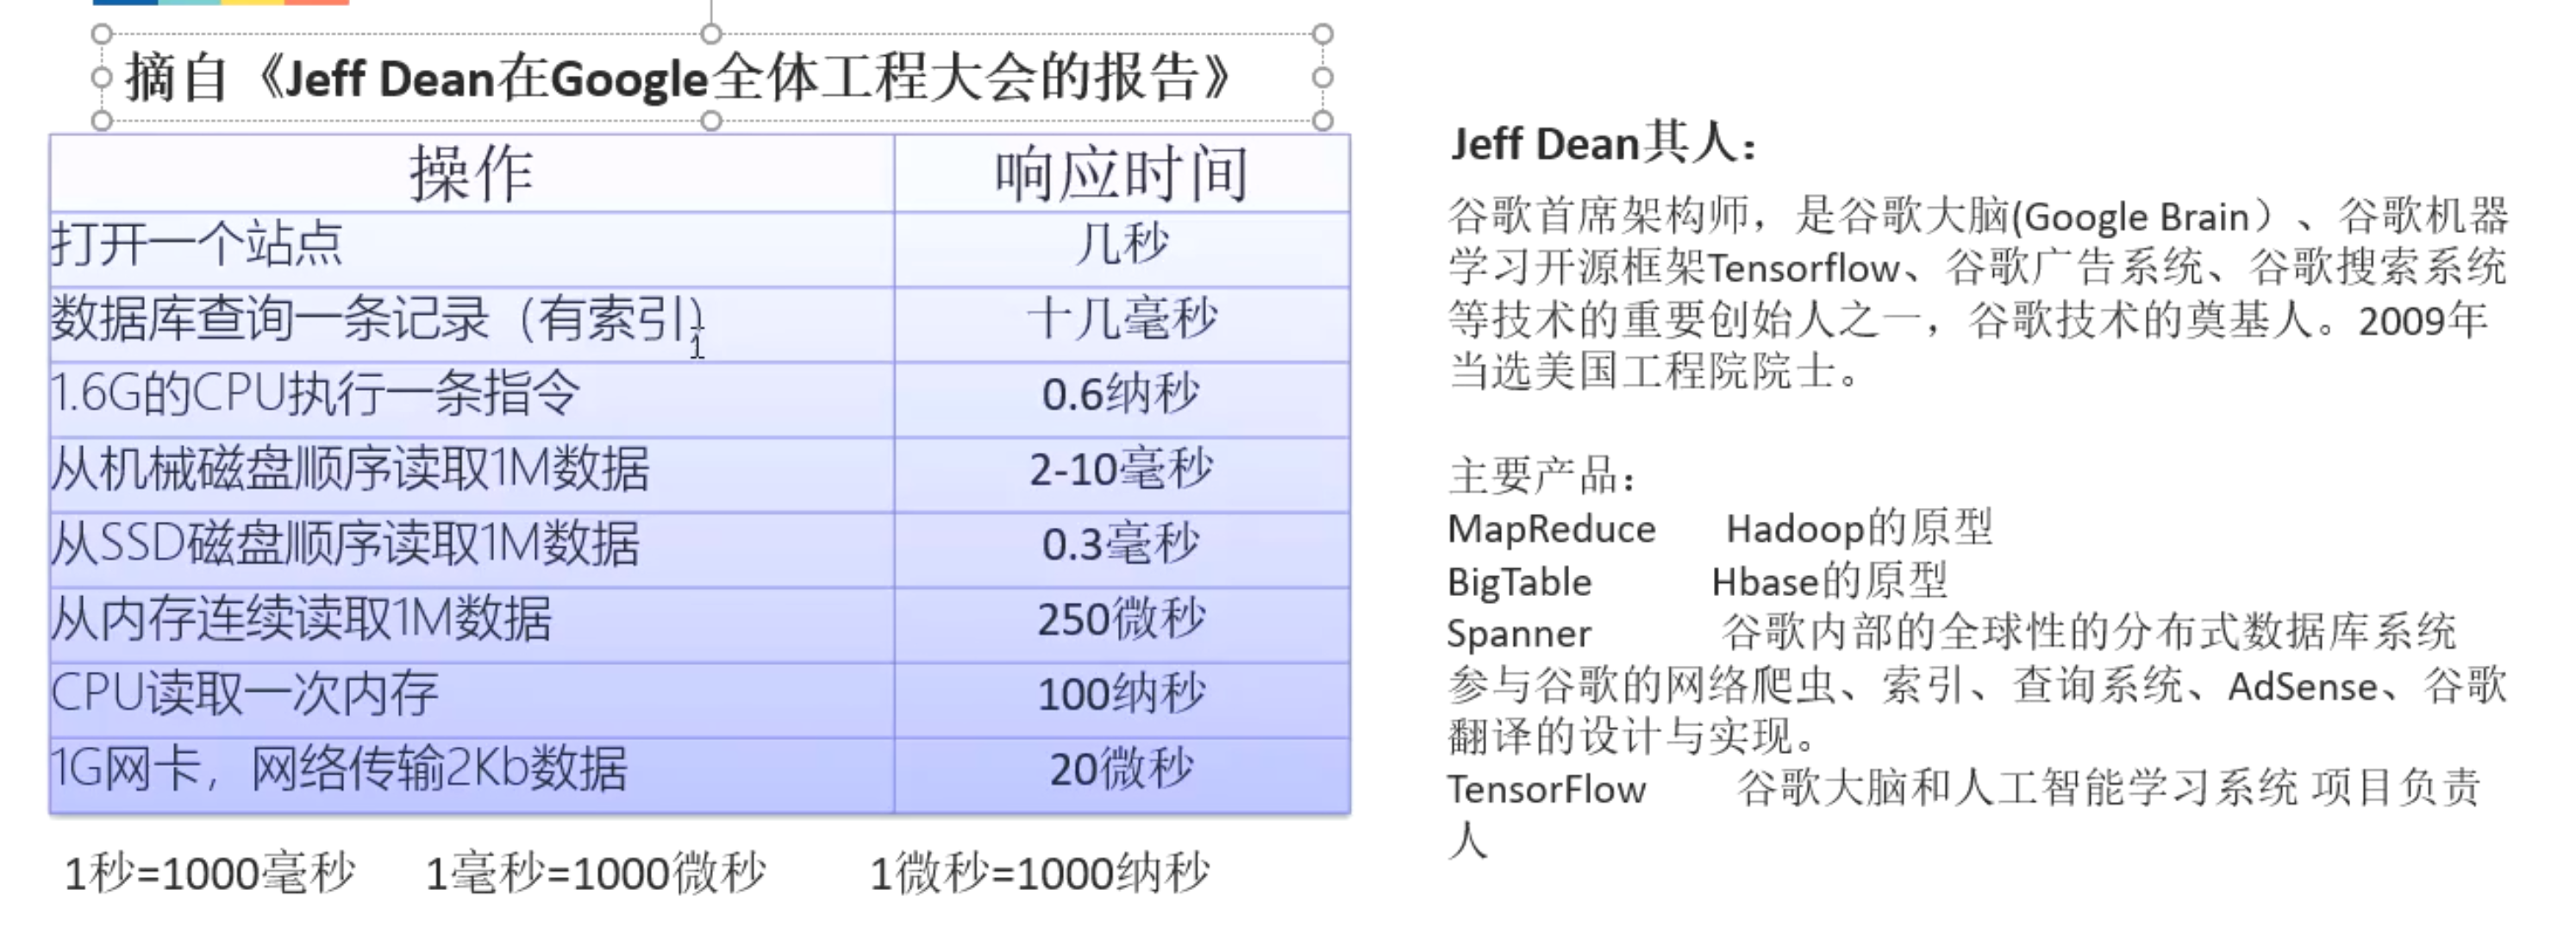 摘自《Jeff Dean在Google全体工程大会的报告》
操作 响应时间
打开一个站点 几秒
数据库查询一条记录（有索引） 十几毫秒
1.6G的CPU执行一条指令 0.6纳秒
从机械磁盘顺序读取1M数据 2-10毫秒
从SSD磁盘顺序读取1M数据 0.3毫秒
从内存连续读取1M数据 250微秒
CPU读取一次内存 100纳秒
1G网卡，网络传输2Kb数据 20微秒
1秒=1000毫秒 1毫秒=1000微秒 1微秒=1000纳秒
Jeff Dean其人：
谷歌首席架构师，是谷歌大脑(Google Brain）、谷歌机器
学习开源框架Tensorflow、谷歌广告系统、谷歌搜索系统
等技术的重要创始人之一，谷歌技术的奠基人。2009年
当选美国工程院院士。
主要产品：
MapReduce Hadoop的原型
BigTable Hbase的原型
Spanner 谷歌内部的全球性的分布式数据库系统
参与谷歌的网络爬虫、索引、查询系统、AdSense、谷歌
翻译的设计与实现。
TensorFlow 谷歌大脑和人工智能学习系统 项目负责
人